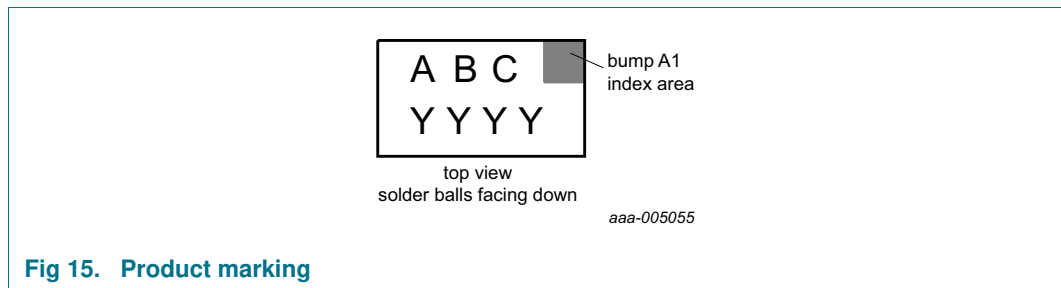 A B C
Y Y Y Y
bump A1
index area
top view
solder balls facing down
aaa-005055
Fig 15. Product marking